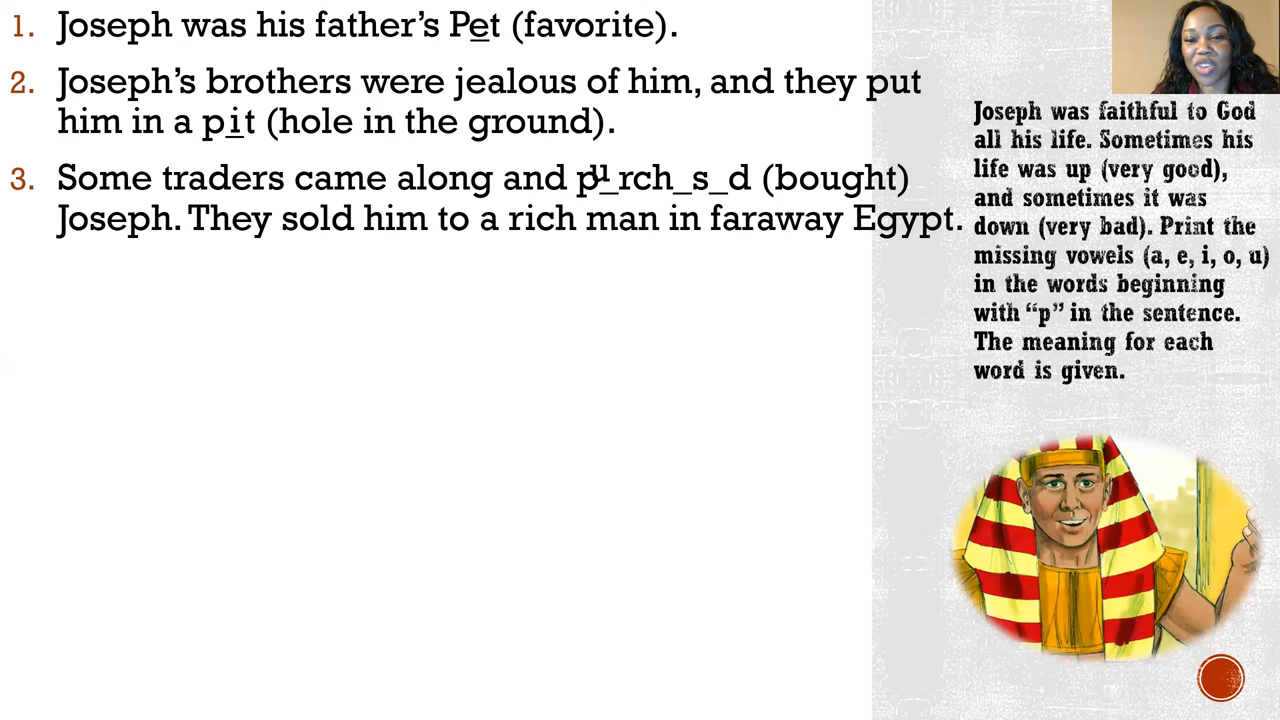 1. Joseph was his father's Pet (favorite).
2. Joseph's brothers were jealous of him, and they put
him in a pit (hole in the ground).
3. Some traders came along and pu_rch_s_d (bought)
Joseph. They sold him to a rich man in faraway Egypt.
Joseph was faithful to God
all his life. Sometimes his
life was up (very good),
and sometimes it was
down (very bad). Print the
missing vowels (a, e, i, o, u)
in the words beginning
with “p” in the sentence.
The meaning for each
word is given.